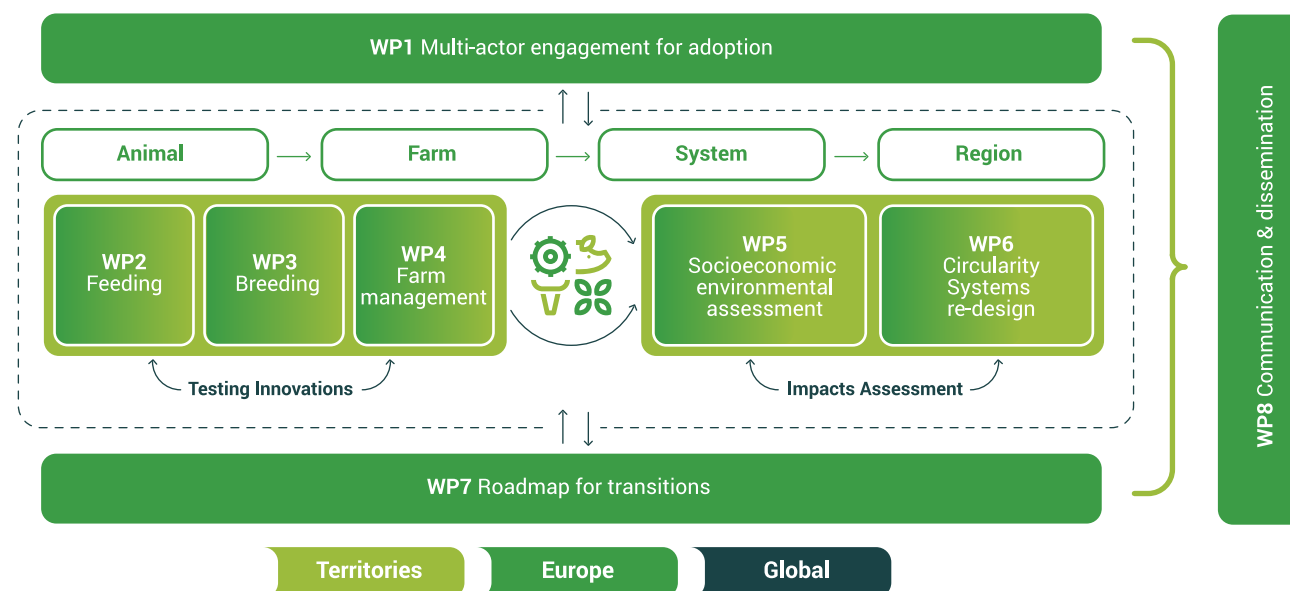 WP1 Multi-actor engagement for adoption
Animal
Farm
System
Region
WP2
Feeding
WP3
Breeding
WP4
Farm
management
WP5
Socioeconomic
environmental
assessment
WP6
Circularity
Systems
re-design
Testing Innovations
Impacts Assessment
WP7 Roadmap for transitions
WP8 Communication & dissemination
Territories
Europe
Global